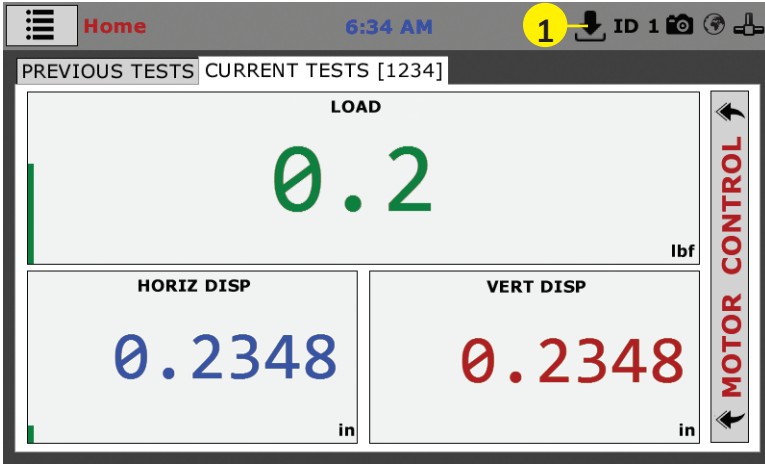 Home 6:34 AM 1 ID 1
PREVIOUS TESTS CURRENT TESTS [1234]
LOAD
0.2
lbf
HORIZ DISP
0.2348
in
VERT DISP
0.2348
in
MOTOR CONTROL